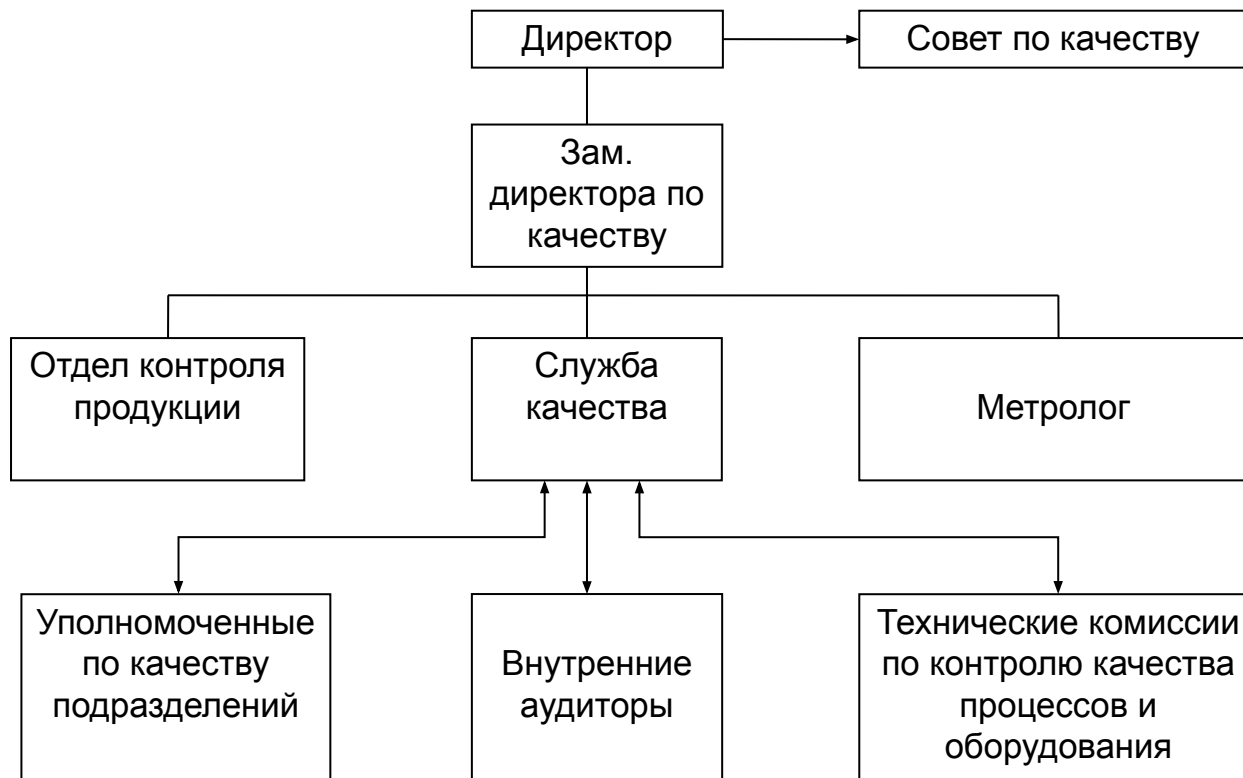 Директор
Совет по качеству
Зам.
директора по
качеству
Отдел контроля
продукции
Служба
качества
Метролог
Уполномоченные
по качеству
подразделений
Внутренние
аудиторы
Технические комиссии
по контролю качества
процессов и
оборудования